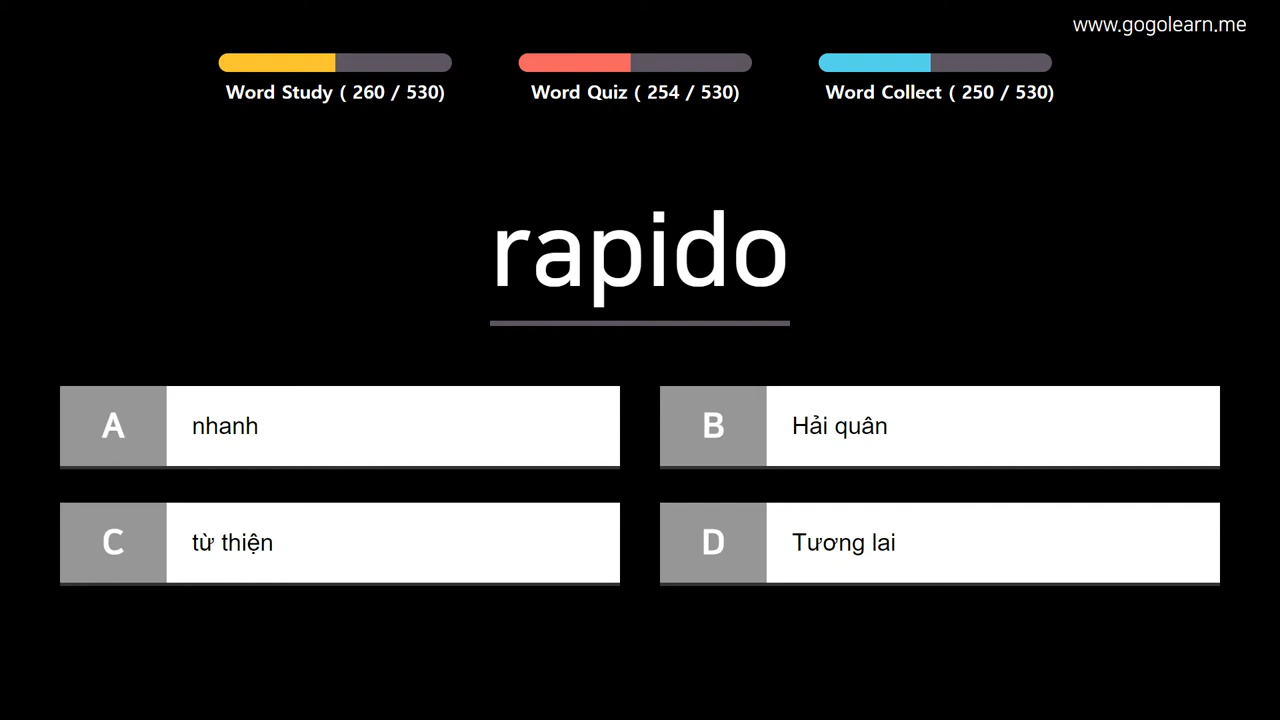 www.gogolearn.me
Word Study ( 260 / 530)
Word Quiz ( 254 / 530)
Word Collect ( 250 / 530)
rapido
A nhanh
B Hải quân
C từ thiện
D Tương lai